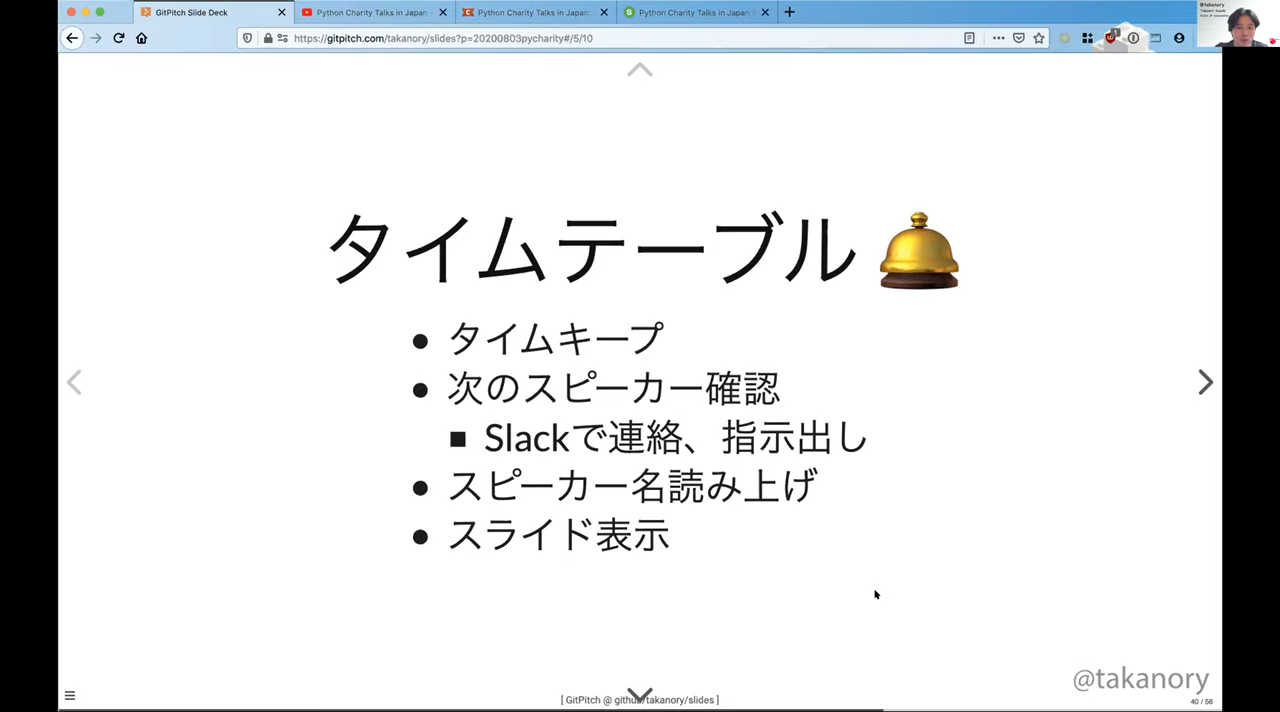 GitPitch Slide Deck
Python Charity Talks in Japan -
Python Charity Talks in Japan
Python Charity Talks in Japan
https://gitpitch.com/takanory/slides?p=20200803pycharity#/5/10
@takanory
タイムテーブル
タイムキープ
次のスピーカー確認
Slackで連絡、指示出し
スピーカー名読み上げ
スライド表示
@takanory
[ GitPitch @ github/takanory/slides ]
40 / 56